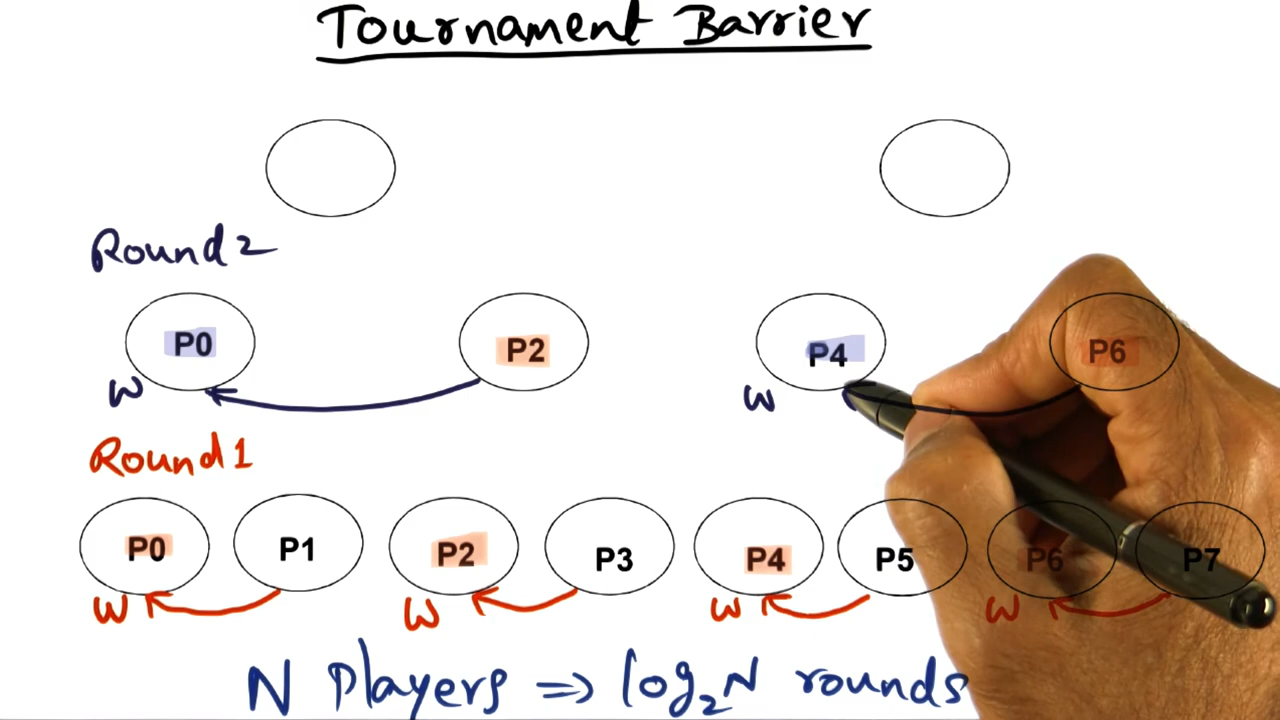 Tournament Barrier
Round 2
P0 P2 P4 P6
W W
Round 1
P0 P1 P2 P3 P4 P5 P6 P7
W W W W
N Players => log₂N rounds